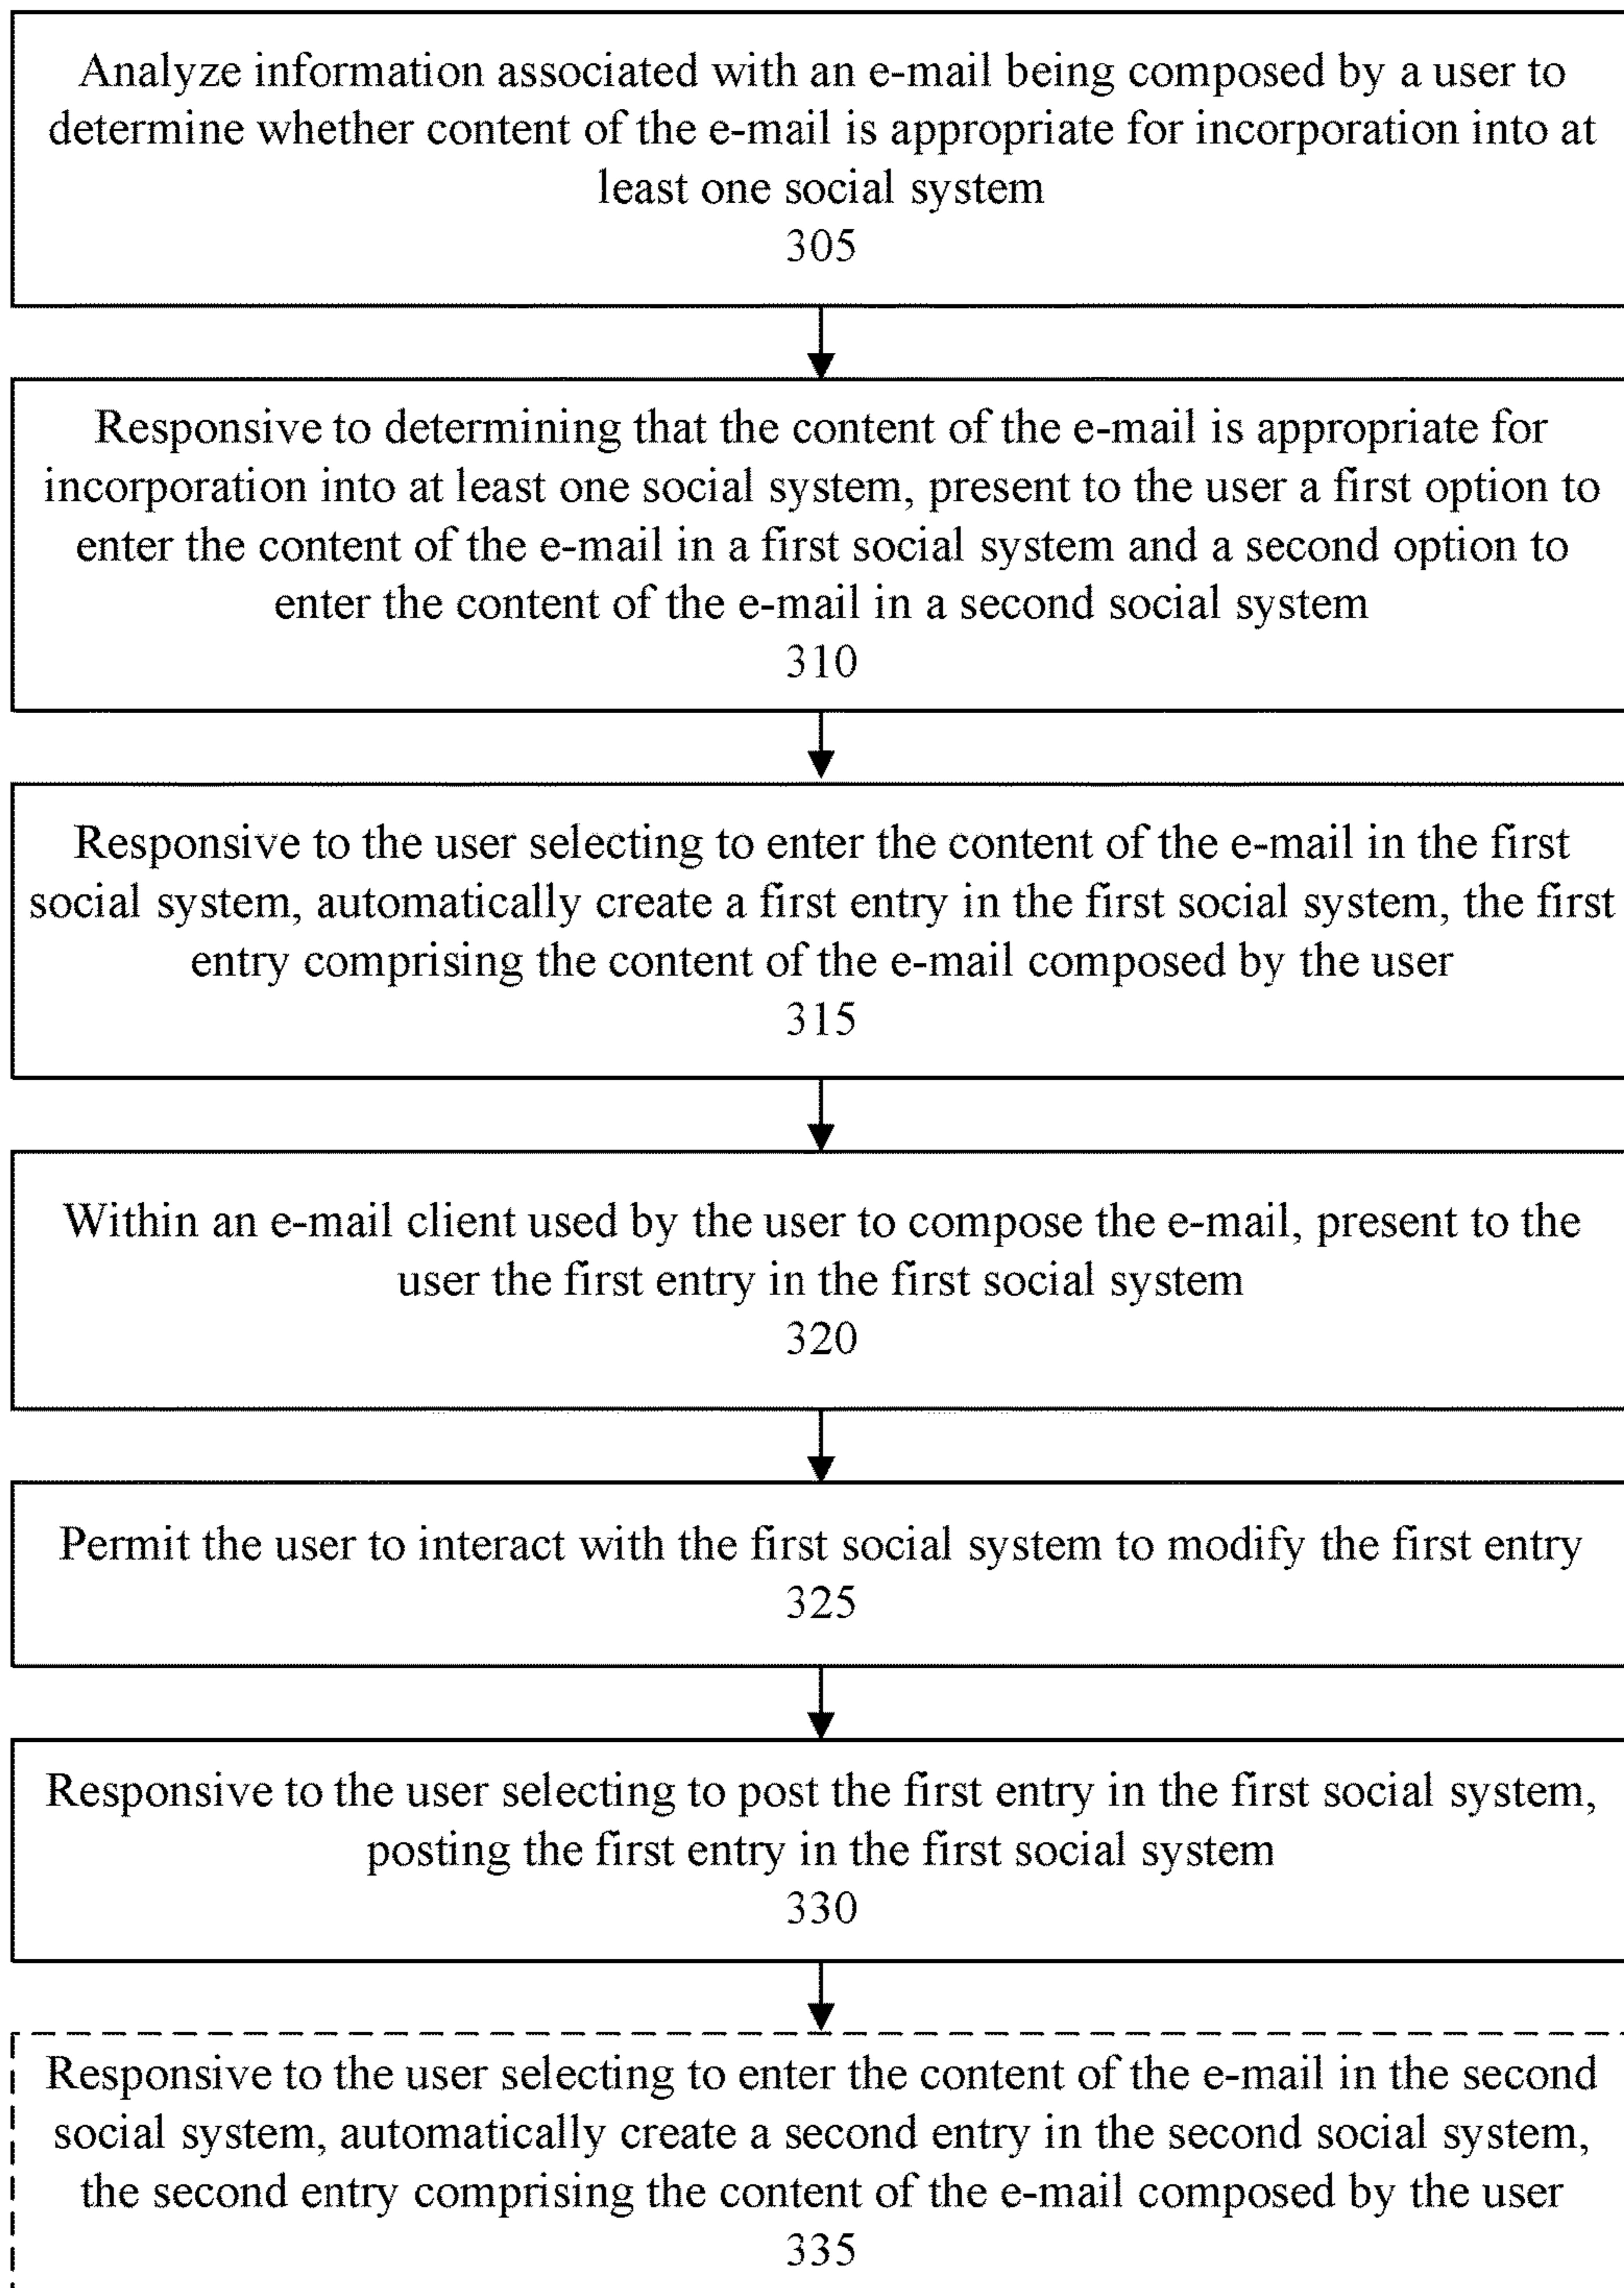 Analyze information associated with an e-mail being composed by a user to
determine whether content of the e-mail is appropriate for incorporation into at
least one social system
305
Responsive to determining that the content of the e-mail is appropriate for
incorporation into at least one social system, present to the user a first option to
enter the content of the e-mail in a first social system and a second option to
enter the content of the e-mail in a second social system
310
Responsive to the user selecting to enter the content of the e-mail in the first
social system, automatically create a first entry in the first social system, the first
entry comprising the content of the e-mail composed by the user
315
Within an e-mail client used by the user to compose the e-mail, present to the
user the first entry in the first social system
320
Permit the user to interact with the first social system to modify the first entry
325
Responsive to the user selecting to post the first entry in the first social system,
posting the first entry in the first social system
330
Responsive to the user selecting to enter the content of the e-mail in the second
social system, automatically create a second entry in the second social system,
the second entry comprising the content of the e-mail composed by the user
335